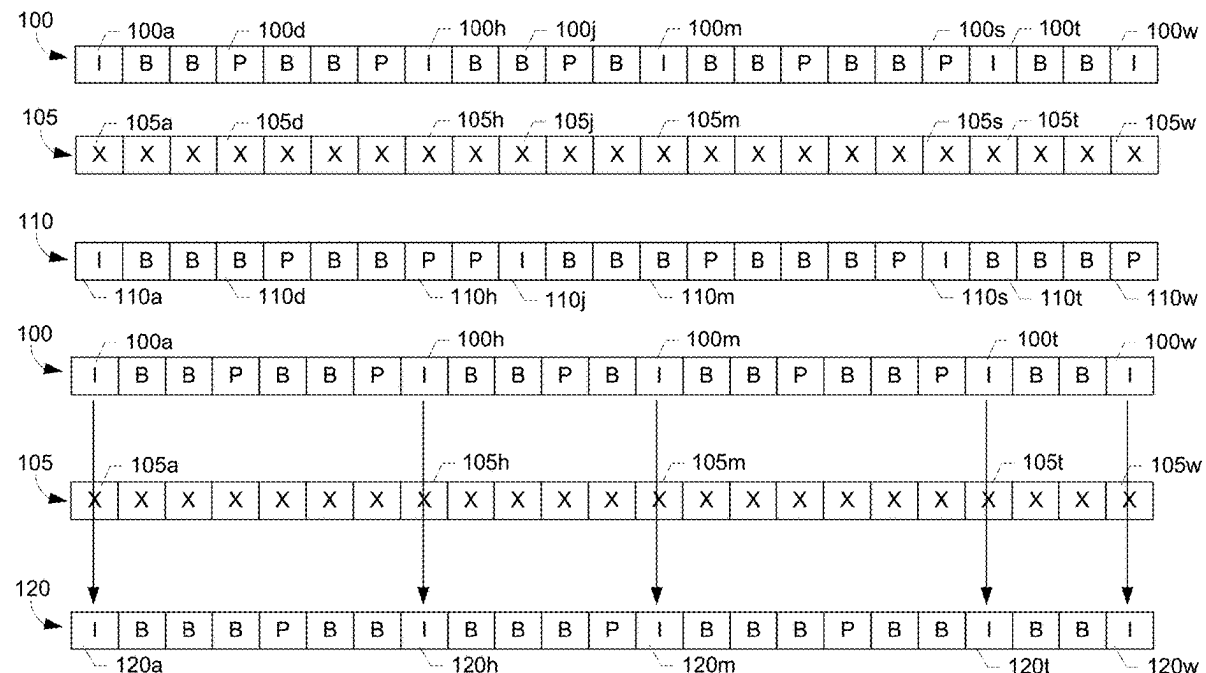 100 100a 100d 100h 100j 100m 100s 100t 100w
I B B P B B P I B B P B I B B P B B P I B B I
105 105a 105d 105h 105j 105m 105s 105t 105w
X X X X X X X X X X X X X X X X X X X X X X X
110
I B B B P B B P P I B B B P B B B P I B B B P
110a 110d 110h 110j 110m 110s 110t 110w
100 100a 100h 100m 100t 100w
I B B P B B P I B B P B I B B P B B P I B B I
105 105a 105h 105m 105t 105w
X X X X X X X X X X X X X X X X X X X X X X X
120
I B B B P B B I B B B P I B B B P B B I B B I
120a 120h 120m 120t 120w